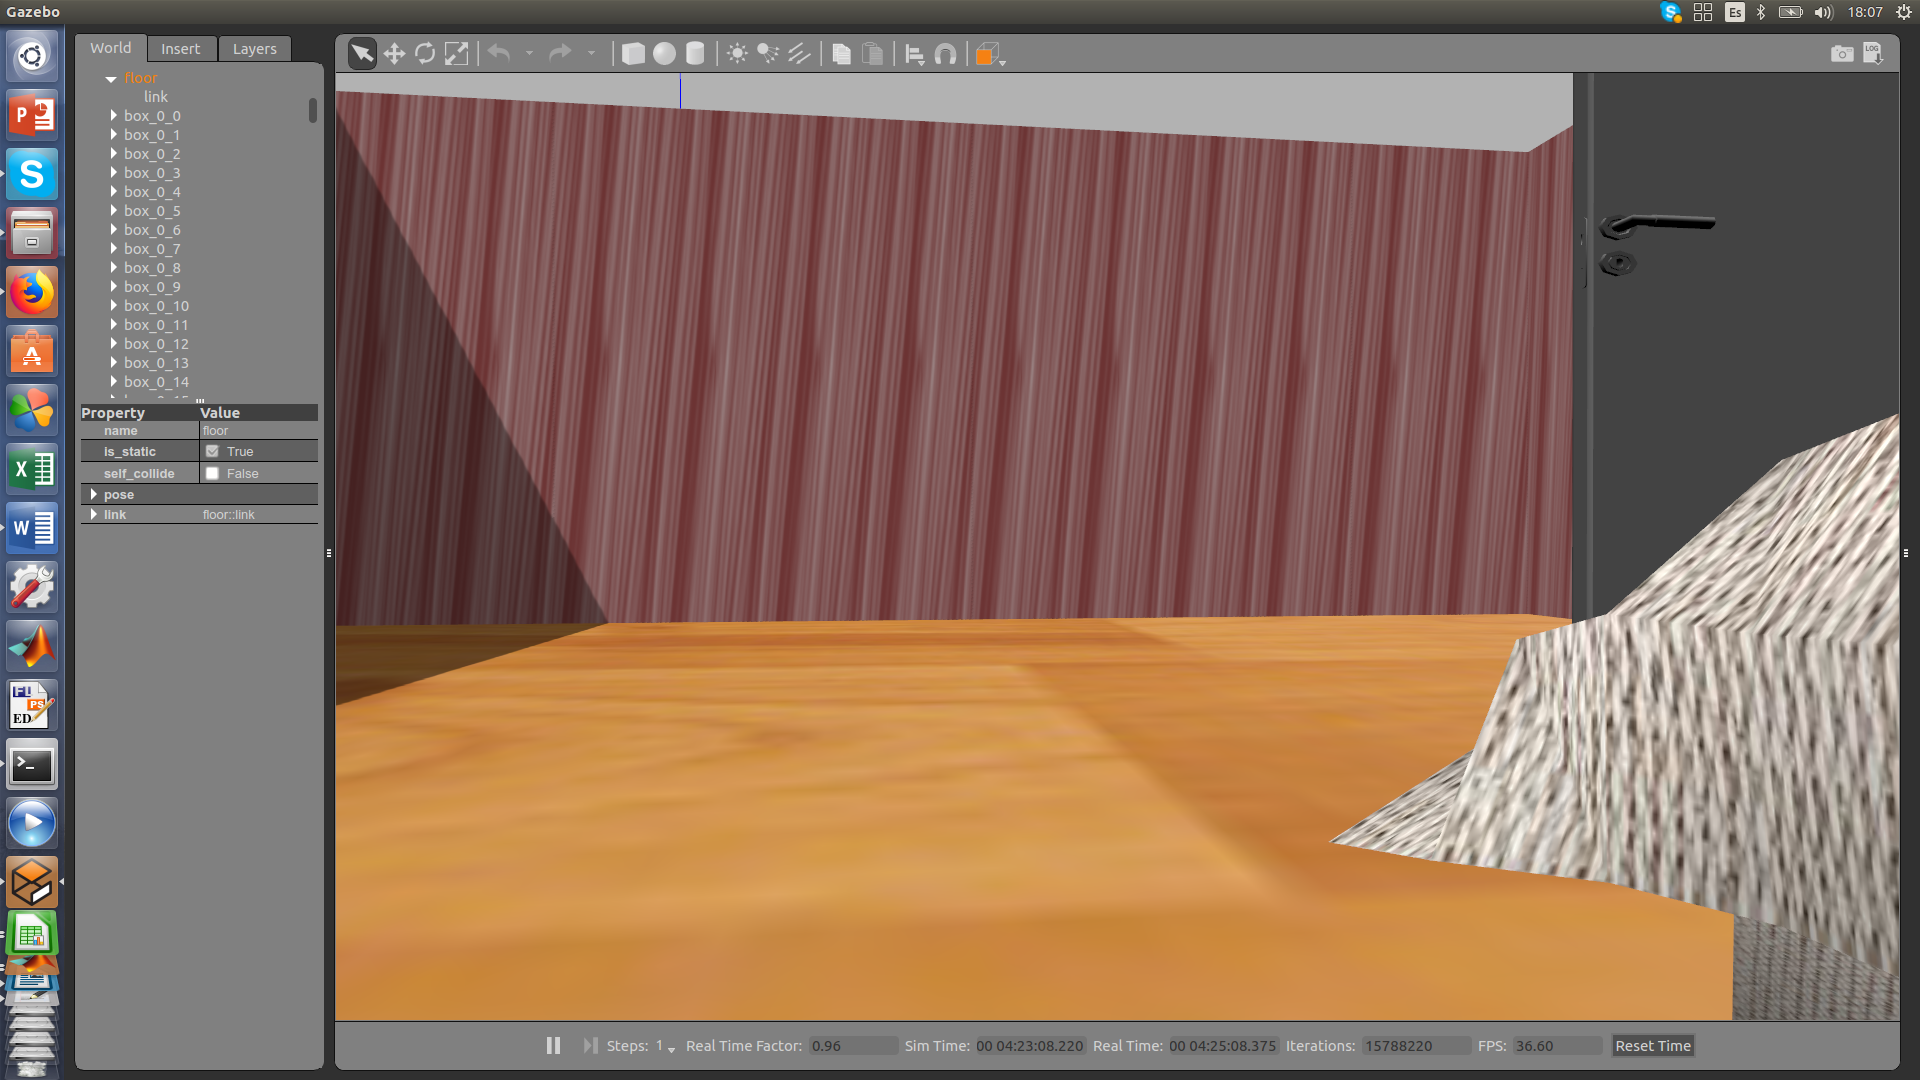 Gazebo
Es
18:07
World
Insert
Layers
LOG
floor
link
box_0_0
box_0_1
box_0_2
box_0_3
box_0_4
box_0_5
box_0_6
box_0_7
box_0_8
box_0_9
box_0_10
box_0_11
box_0_12
box_0_13
box_0_14
Property Value
name floor
is_static True
self_collide False
pose
link floor::link
Steps: 1 Real Time Factor: 0.96 Sim Time: 00 04:23:08.220 Real Time: 00 04:25:08.375 Iterations: 15788220 FPS: 36.60 Reset Time